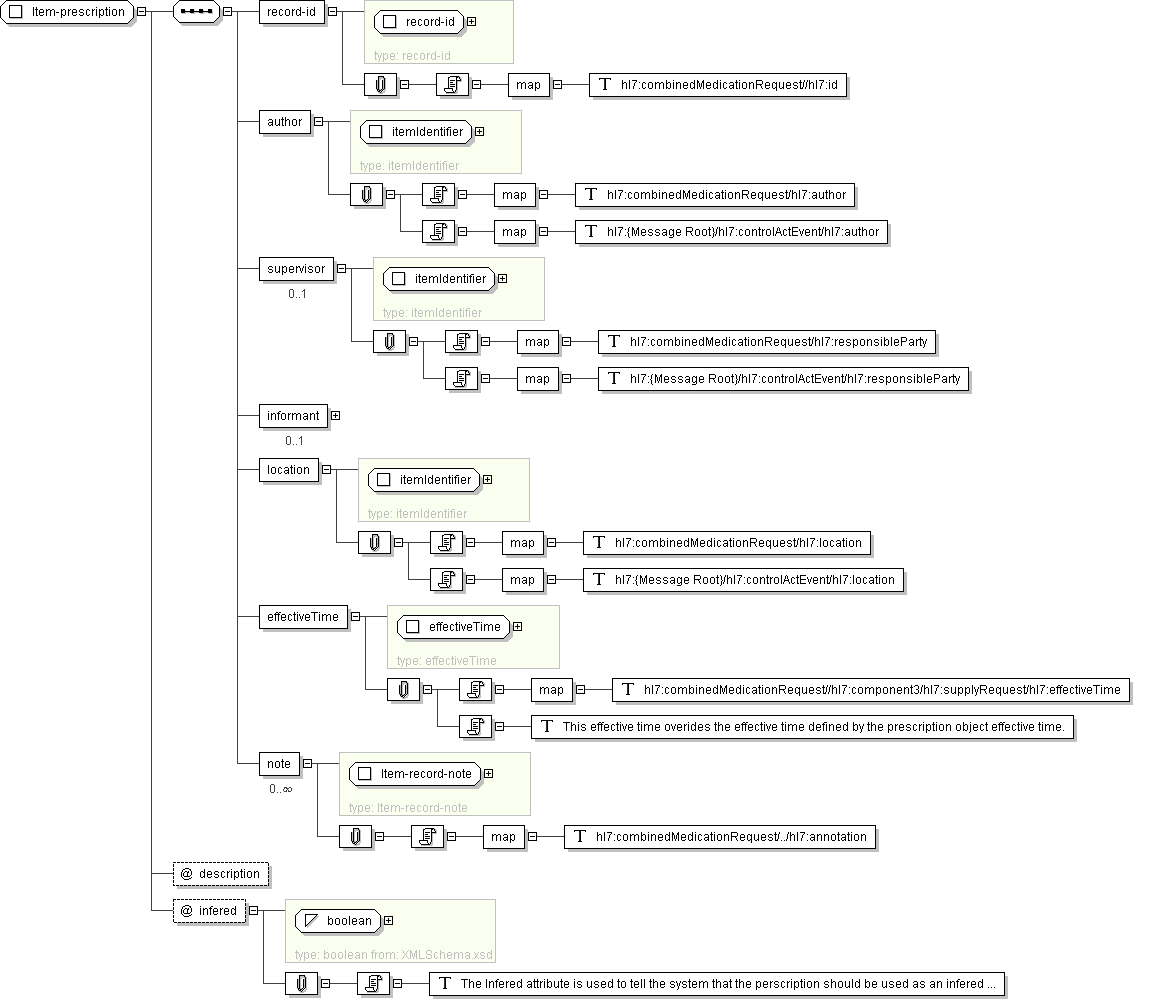 Item-prescription
record-id
record-id
type: record-id
map
T hl7:combinedMedicationRequest//hl7:id
author
itemIdentifier
type: itemIdentifier
map
T hl7:combinedMedicationRequest/hl7:author
map
T hl7:{Message Root}/hl7:controlActEvent/hl7:author
supervisor
0..1
itemIdentifier
type: itemIdentifier
map
T hl7:combinedMedicationRequest/hl7:responsibleParty
map
T hl7:{Message Root}/hl7:controlActEvent/hl7:responsibleParty
informant
0..1
location
itemIdentifier
type: itemIdentifier
map
T hl7:combinedMedicationRequest/hl7:location
map
T hl7:{Message Root}/hl7:controlActEvent/hl7:location
effectiveTime
effectiveTime
type: effectiveTime
map
T hl7:combinedMedicationRequest//hl7:component3/hl7:supplyRequest/hl7:effectiveTime
T This effective time overides the effective time defined by the prescription object effective time.
note
0..∞
Item-record-note
type: Item-record-note
map
T hl7:combinedMedicationRequest/../hl7:annotation
@ description
@ infered
boolean
type: boolean from: XMLSchema.xsd
T The Infered attribute is used to tell the system that the perscription should be used as an infered ...